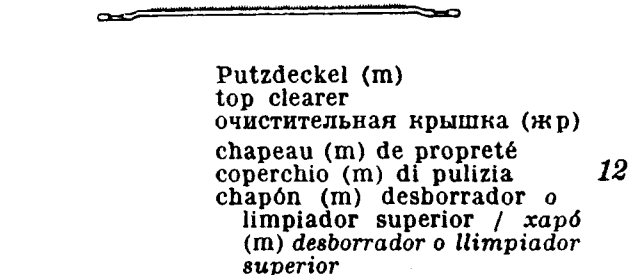 Putzdeckel (m)
top clearer
очистительная крышка (ж р)
chapeau (m) de propreté
coperchio (m) di pulizia 12
chapón (m) desborrador o
limpiador superior / xapó
(m) desborrador o llimpiador
superior